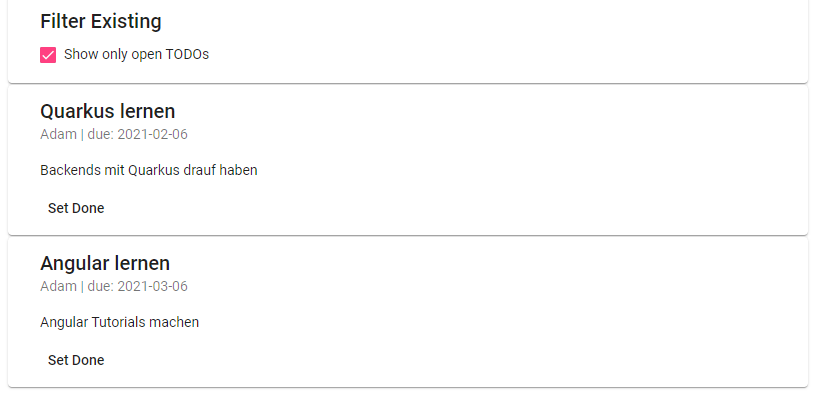 Filter Existing
Show only open TODOs
Quarkus lernen
Adam | due: 2021-02-06
Backends mit Quarkus drauf haben
Set Done
Angular lernen
Adam | due: 2021-03-06
Angular Tutorials machen
Set Done